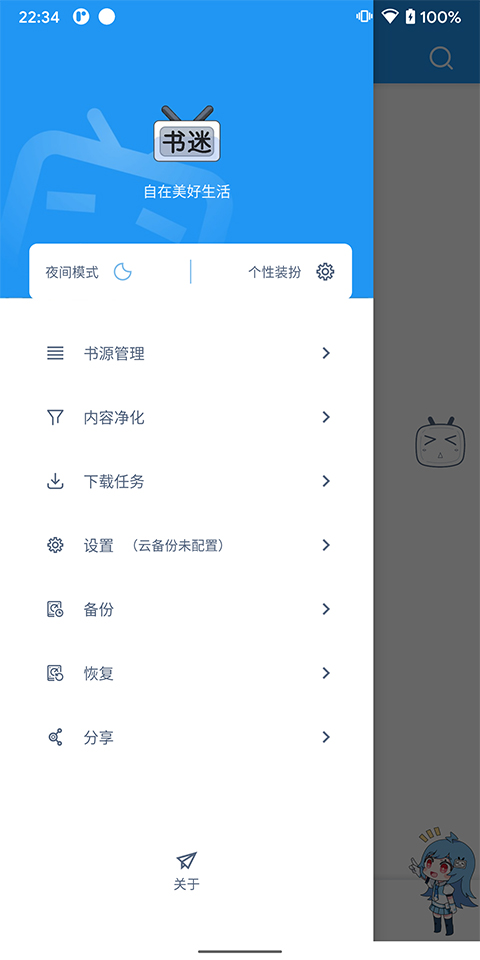 22:34
100%
书迷
自在美好生活
夜间模式
个性装扮
书源管理
内容净化
下载任务
设置 （云备份未配置）
备份
恢复
分享
关于